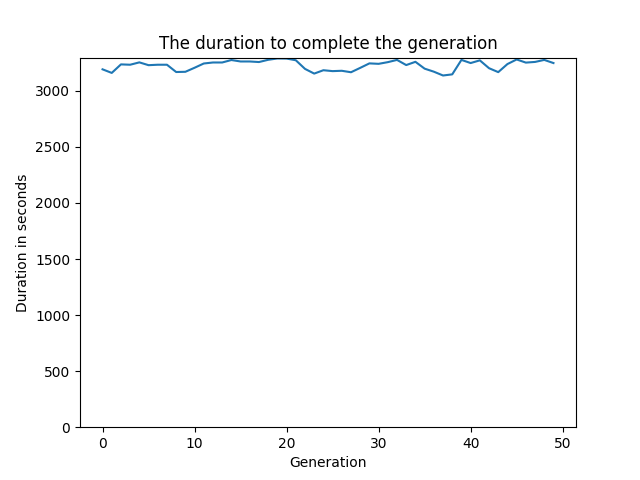 The duration to complete the generation
3000
2500
2000
1500
1000
500
0
Duration in seconds
0 10 20 30 40 50
Generation